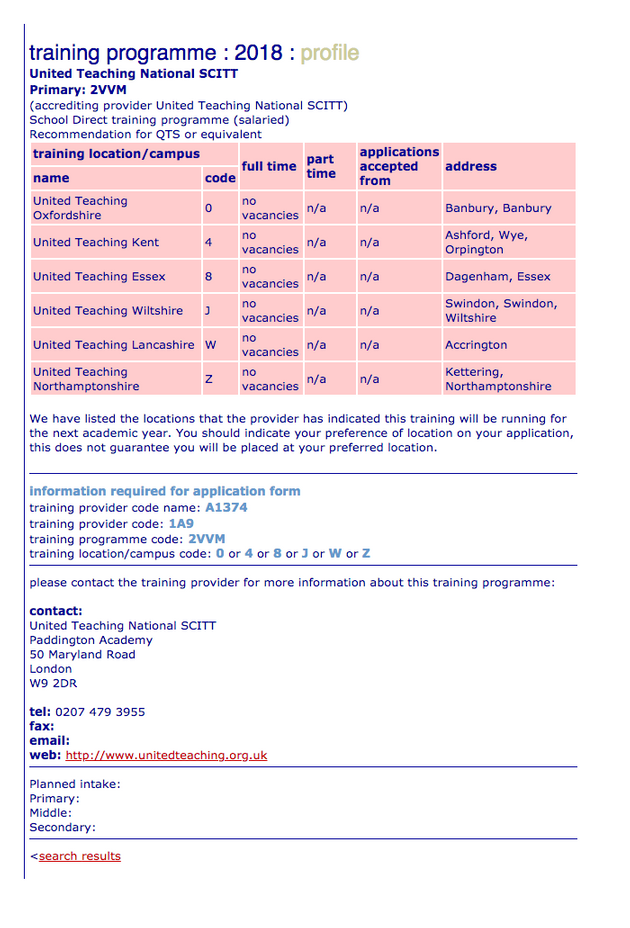 training programme : 2018 : profile
United Teaching National SCITT
Primary: 2VVM
(accrediting provider United Teaching National SCITT)
School Direct training programme (salaried)
Recommendation for QTS or equivalent
training location/campus full time part time applications accepted from address
name code
United Teaching Oxfordshire 0 no vacancies n/a n/a Banbury, Banbury
United Teaching Kent 4 no vacancies n/a n/a Ashford, Wye, Orpington
United Teaching Essex 8 no vacancies n/a n/a Dagenham, Essex
United Teaching Wiltshire J no vacancies n/a n/a Swindon, Swindon, Wiltshire
United Teaching Lancashire W no vacancies n/a n/a Accrington
United Teaching Northamptonshire Z no vacancies n/a n/a Kettering, Northamptonshire
We have listed the locations that the provider has indicated this training will be running for
the next academic year. You should indicate your preference of location on your application,
this does not guarantee you will be placed at your preferred location.
information required for application form
training provider code name: A1374
training provider code: 1A9
training programme code: 2VVM
training location/campus code: 0 or 4 or 8 or J or W or Z
please contact the training provider for more information about this training programme:
contact:
United Teaching National SCITT
Paddington Academy
50 Maryland Road
London
W9 2DR
tel: 0207 479 3955
fax:
email:
web: http://www.unitedteaching.org.uk
Planned intake:
Primary:
Middle:
Secondary:
<search results